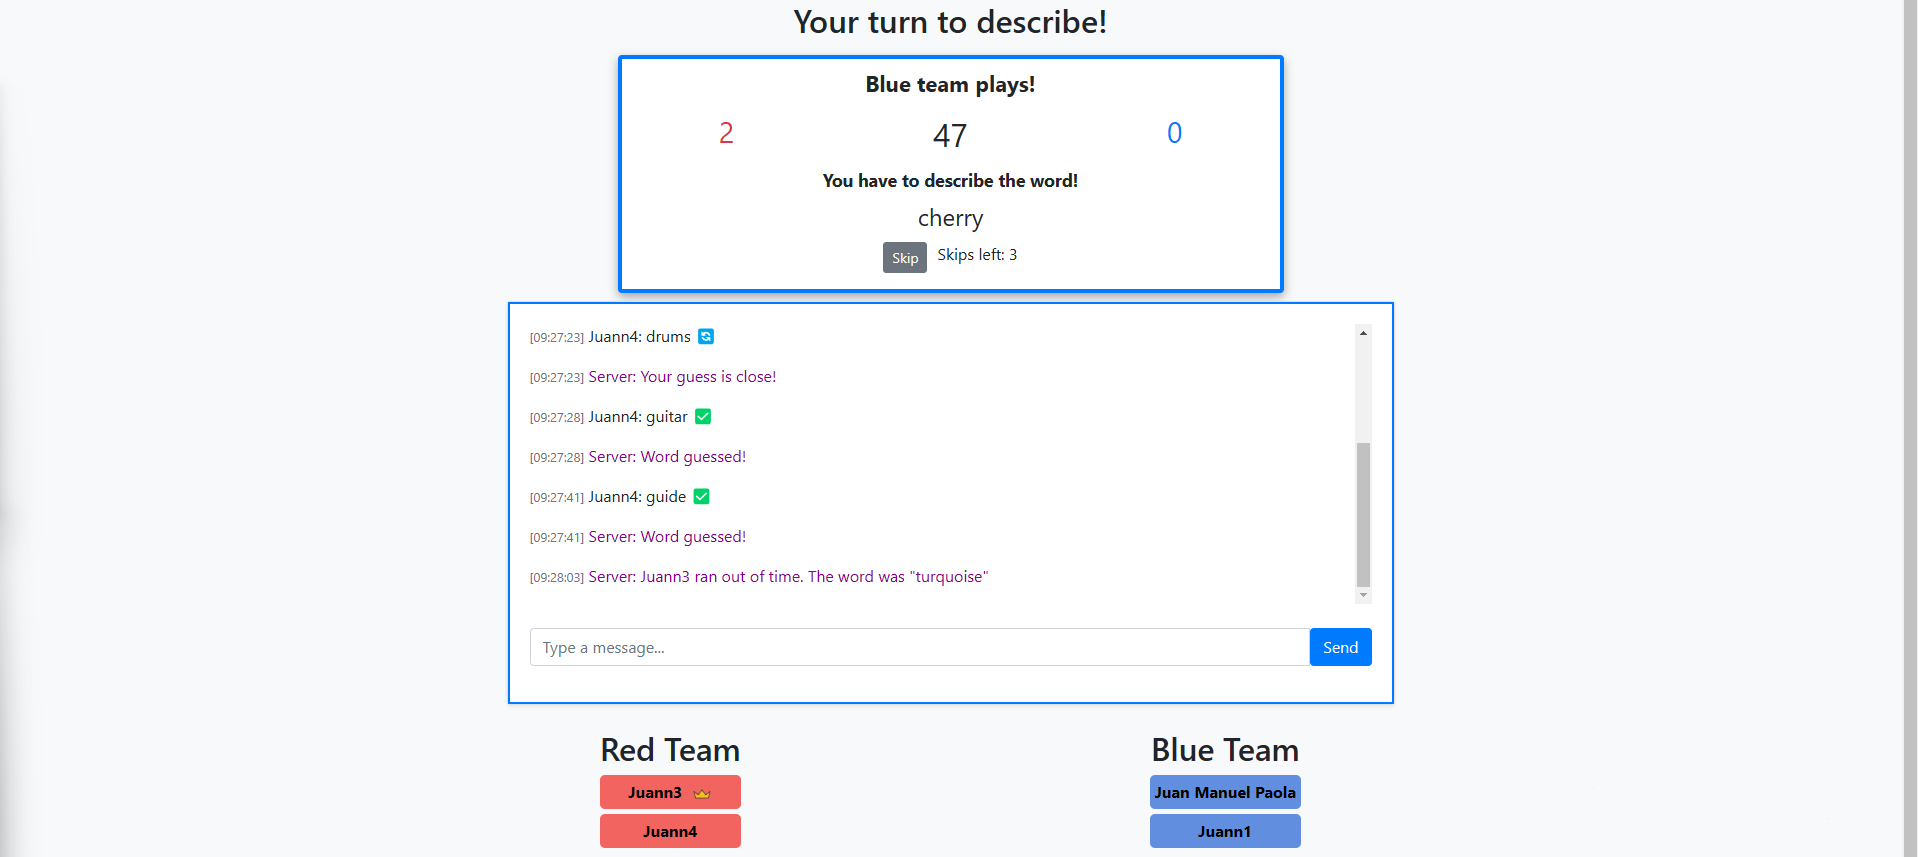 Your turn to describe!
Blue team plays!
2 47 0
You have to describe the word!
cherry
Skip Skips left: 3
[09:27:23] Juann4: drums
[09:27:23] Server: Your guess is close!
[09:27:28] Juann4: guitar
[09:27:28] Server: Word guessed!
[09:27:41] Juann4: guide
[09:27:41] Server: Word guessed!
[09:28:03] Server: Juann3 ran out of time. The word was "turquoise"
Type a message... Send
Red Team
Juann3
Juann4
Blue Team
Juan Manuel Paola
Juann1